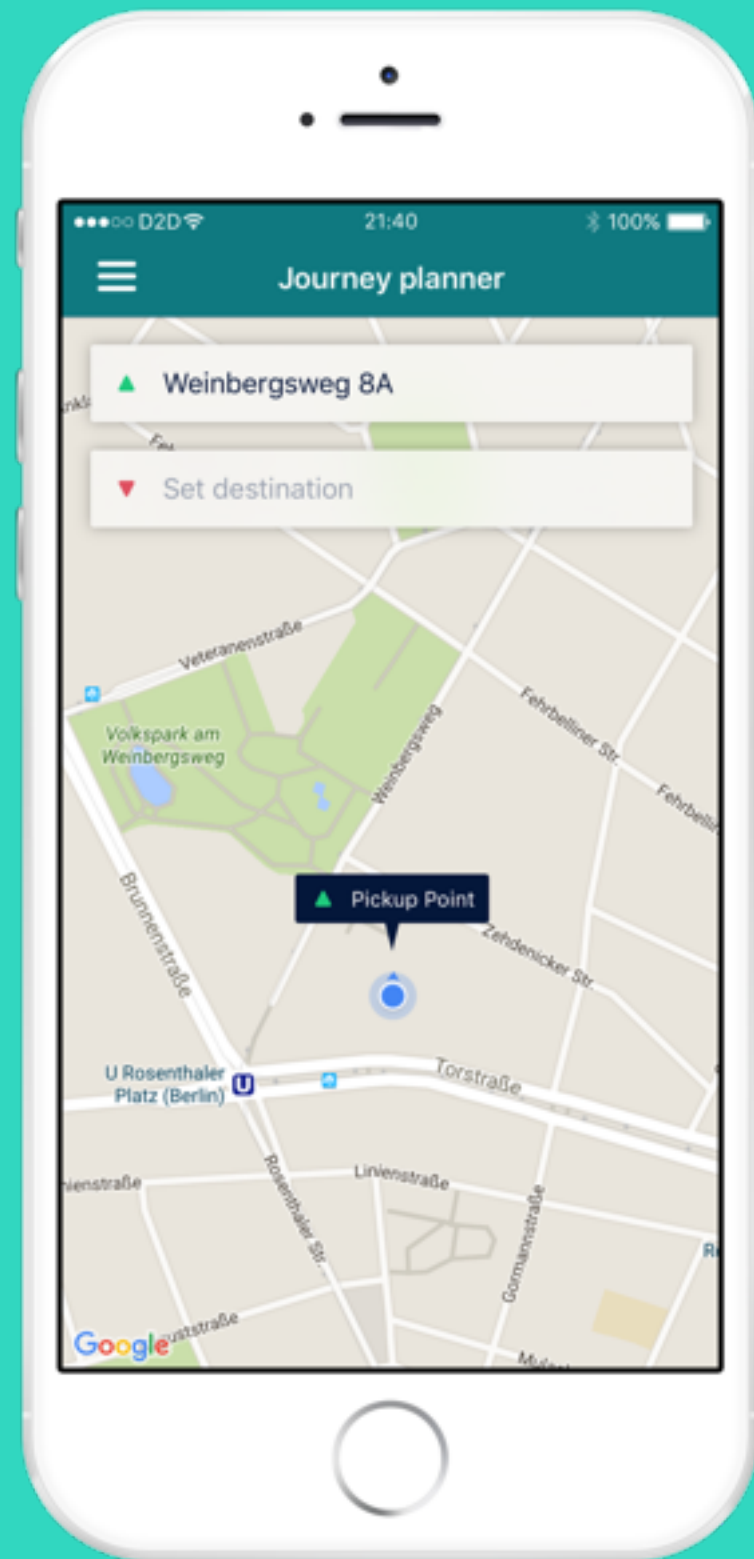 D2D 21:40 100%
Journey planner
Weinbergsweg 8A
Set destination
Veteranenstraße
Fehrbelliner Str.
Volkspark am
Weinbergsweg
Weinbergsweg
Pickup Point
Brunnenstraße
Zehdenicker Str.
U Rosenthaler
Platz (Berlin)
U
Torstraße
Linienstraße
Rosenthaler Str.
Gormannstraße
Google